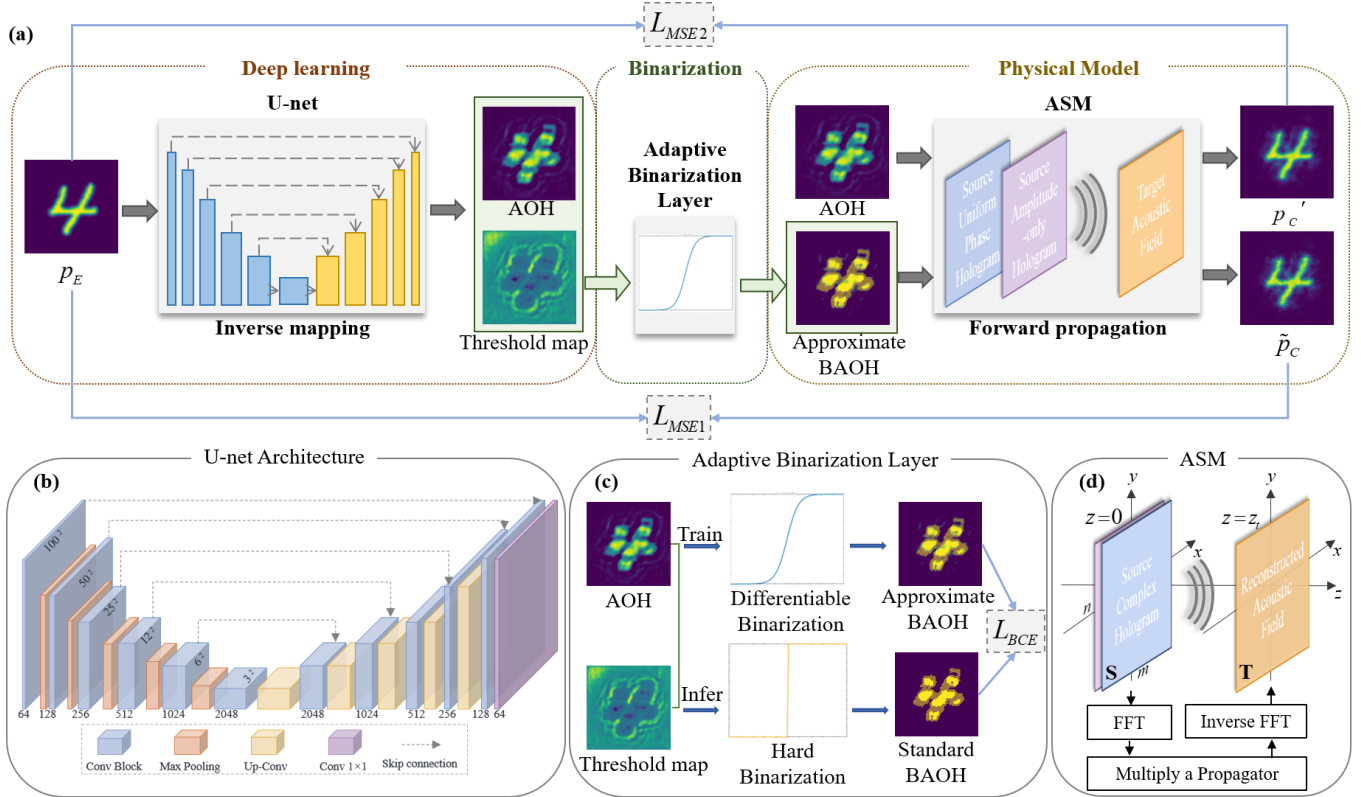 (a)
L_MSE2
Deep learning
Binarization
Physical Model
U-net
ASM
Adaptive
Binarization
Layer
p_E
Inverse mapping
AOH
Threshold map
AOH
Approximate
BAOH
Source
Uniform
Phase
Hologram
Source
Amplitude
-only
Hologram
Target
Acoustic
Field
Forward propagation
p_C'
p̃_C
L_MSE1
U-net Architecture
(b)
100²
50²
25²
12²
6²
3²
64 128 256 512 1024 2048 2048 1024 512 256 128 64
Conv Block
Max Pooling
Up-Conv
Conv 1×1
Skip connection
Adaptive Binarization Layer
(c)
AOH
Train
Differentiable
Binarization
Approximate
BAOH
L_BCE
Threshold map
Infer
Hard
Binarization
Standard
BAOH
ASM
(d)
y
y
z=0
z=z_t
x
x
z
n
m
Source
Complex
Hologram
S
Reconstructed
Acoustic
Field
T
FFT
Inverse FFT
Multiply a Propagator